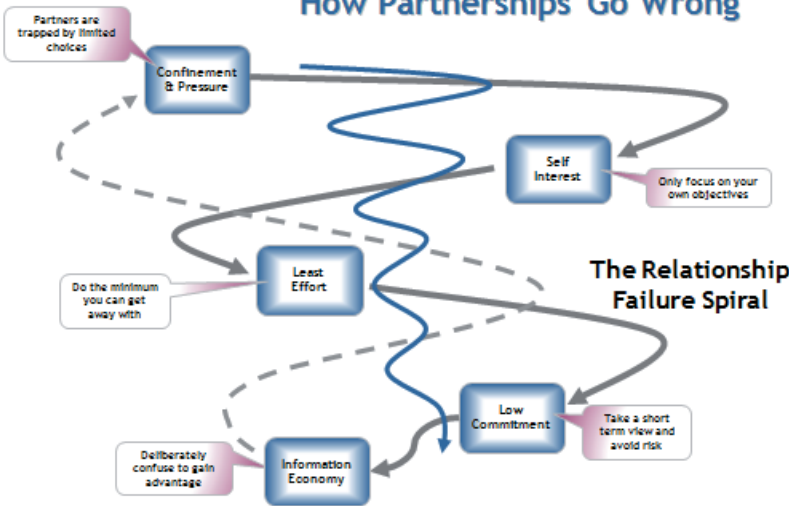 How Partnerships Go Wrong
Partners are
trapped by limited
choices
Confinement
& Pressure
Self
Interest
Only focus on your
own objectives
The Relationship
Failure Spiral
Least
Effort
Do the minimum
you can get
away with
Low
Commitment
Take a short
term view and
avoid risk
Deliberately
confuse to gain
advantage
Information
Economy